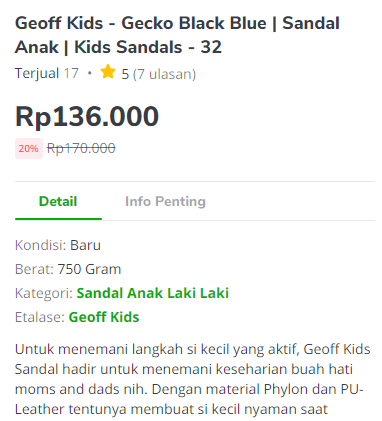 Geoff Kids - Gecko Black Blue | Sandal
Anak | Kids Sandals - 32
Terjual 17 • 5 (7 ulasan)
Rp136.000
20% Rp170.000
Detail Info Penting
Kondisi: Baru
Berat: 750 Gram
Kategori: Sandal Anak Laki Laki
Etalase: Geoff Kids
Untuk menemani langkah si kecil yang aktif, Geoff Kids
Sandal hadir untuk menemani keseharian buah hati
moms and dads nih. Dengan material Phylon dan PU-
Leather tentunya membuat si kecil nyaman saat